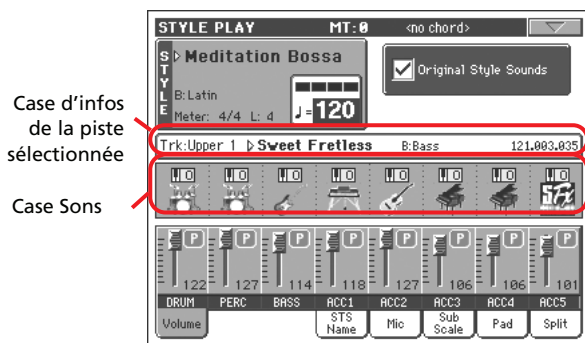 STYLE PLAY MT:0 <no chord>
STYLE
Meditation Bossa
Original Style Sounds
B:Latin
Meter: 4/4 L: 4
♩=120
Case d'infos
de la piste
sélectionnée
Trk:Upper 1 Sweet Fretless B:Bass 121.003.035
Case Sons
SFX
P P P P P P P P
122 127 114 118 127 106 106 101
DRUM PERC BASS ACC1 ACC2 ACC3 ACC4 ACC5
Volume STS Name Mic Sub Scale Pad Split